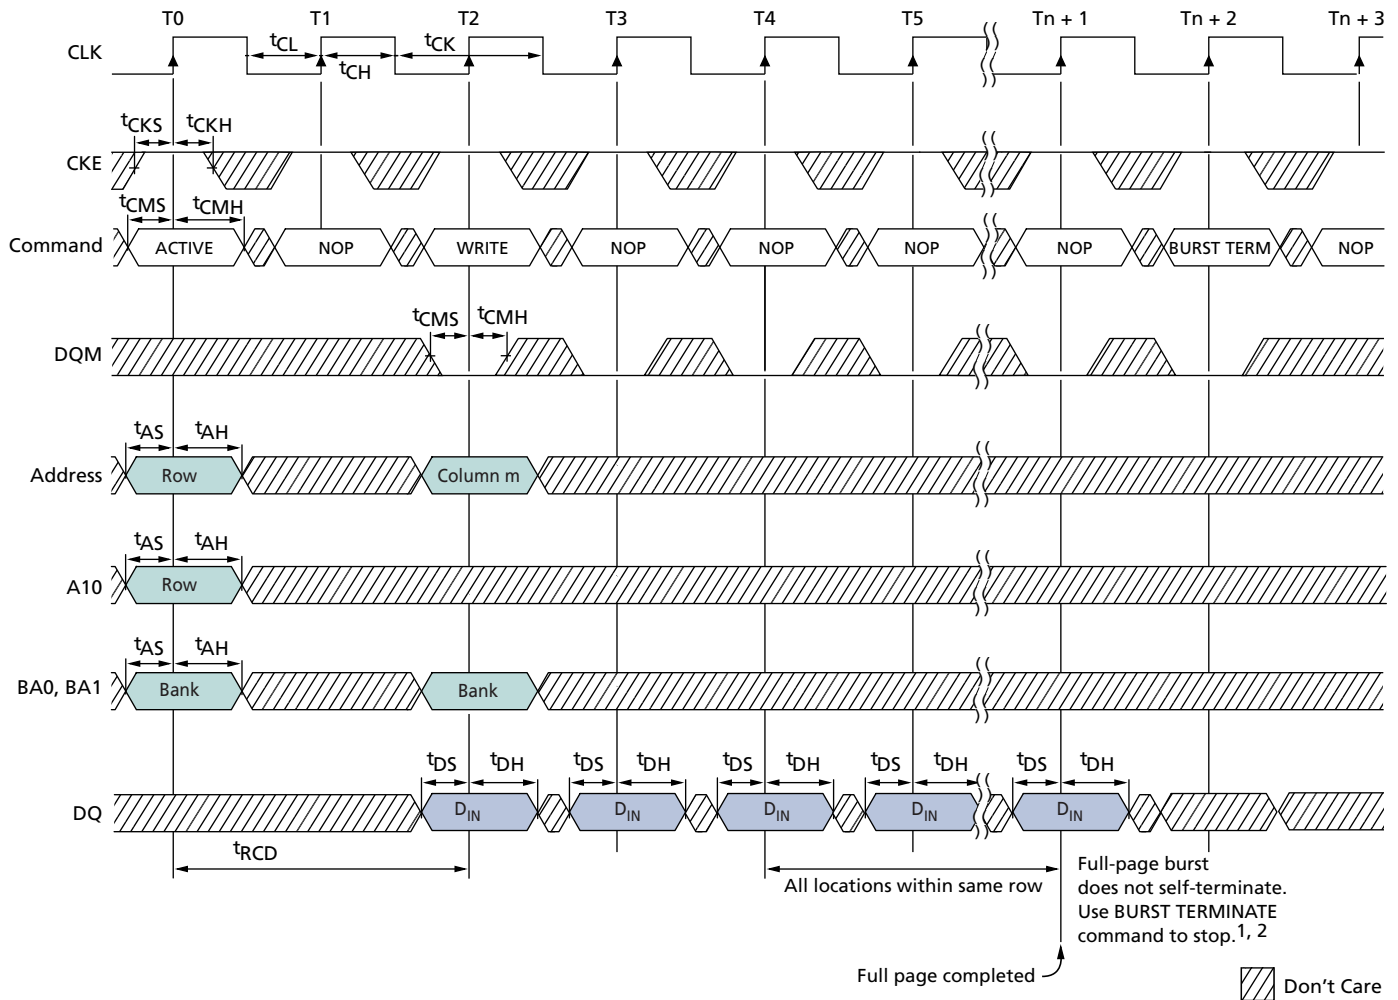 T0 T1 T2 T3 T4 T5 Tn + 1 Tn + 2 Tn + 3
CLK
tCL tCK
tCH
tCKS tCKH
CKE
tCMS tCMH
Command ACTIVE NOP WRITE NOP NOP NOP NOP BURST TERM NOP
tCMS tCMH
DQM
tAS tAH
Address Row Column m
tAS tAH
A10 Row
tAS tAH
BA0, BA1 Bank Bank
tDS tDH tDS tDH tDS tDH tDS tDH tDS tDH
DQ DIN DIN DIN DIN DIN
tRCD
All locations within same row
Full-page burst
does not self-terminate.
Use BURST TERMINATE
command to stop.1, 2
Full page completed
Don't Care